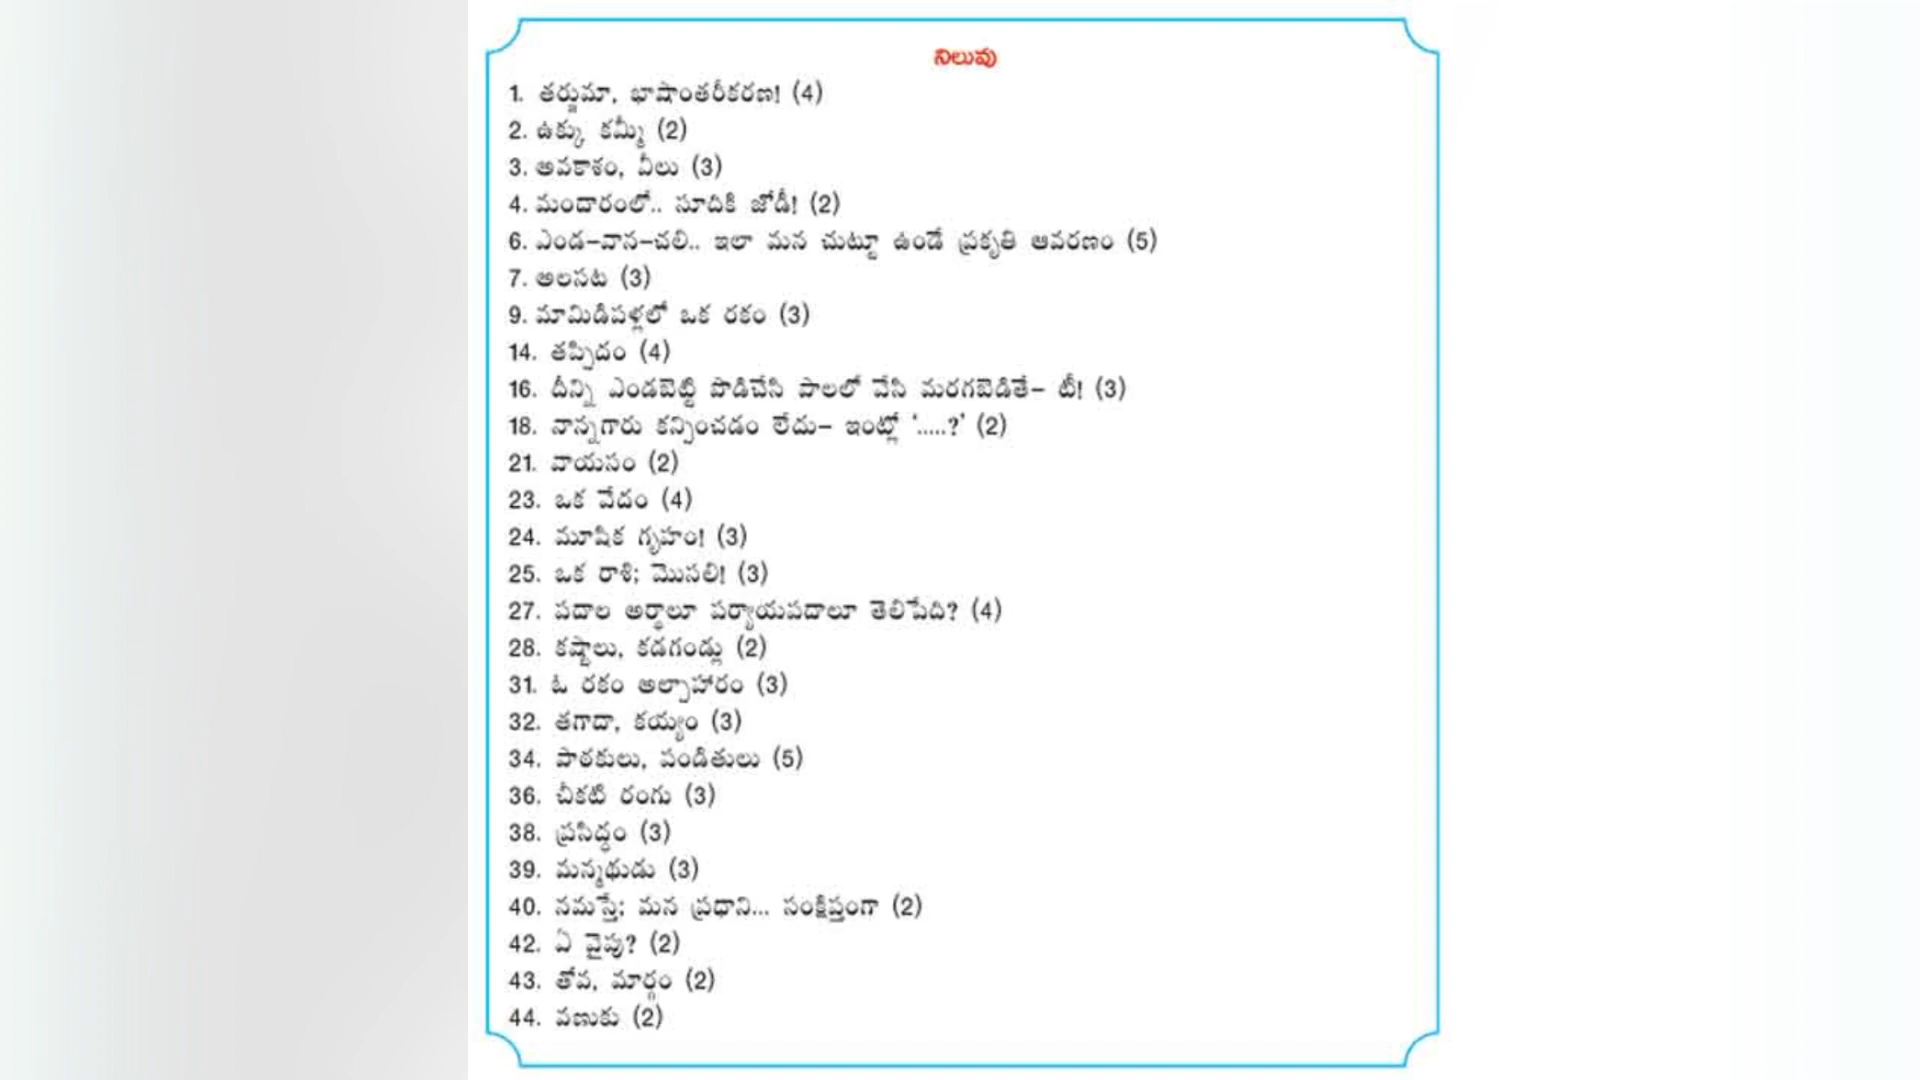 నిలువు
1. తర్జుమా, భాషాంతరీకరణ! (4)
2. ఉక్కు కమ్మీ (2)
3. అవకాశం, వీలు (3)
4. మందారంలో.. సూదికి జోడీ! (2)
6. ఎండ-వాన-చలి.. ఇలా మన చుట్టూ ఉండే ప్రకృతి ఆవరణం (5)
7. అలసట (3)
9. మామిడిపళ్లలో ఒక రకం (3)
14. తప్పిదం (4)
16. దీన్ని ఎండబెట్టి పొడిచేసి పాలలో వేసి మరగబెడితే- టీ! (3)
18. నాన్నగారు కన్పించడం లేదు- ఇంట్లో '.....?' (2)
21. వాయసం (2)
23. ఒక వేదం (4)
24. మూషిక గృహం! (3)
25. ఒక రాశి; మొసలి! (3)
27. పదాల అర్థాలూ పర్యాయపదాలూ తెలిపేది? (4)
28. కష్టాలు, కడగండ్లు (2)
31. ఓ రకం అల్పాహారం (3)
32. తగాదా, కయ్యం (3)
34. పాఠకులు, పండితులు (5)
36. చీకటి రంగు (3)
38. ప్రసిద్ధం (3)
39. మన్మథుడు (3)
40. నమస్తే; మన ప్రధాని... సంక్షిప్తంగా (2)
42. ఏ వైపు? (2)
43. తోవ, మార్గం (2)
44. వణుకు (2)